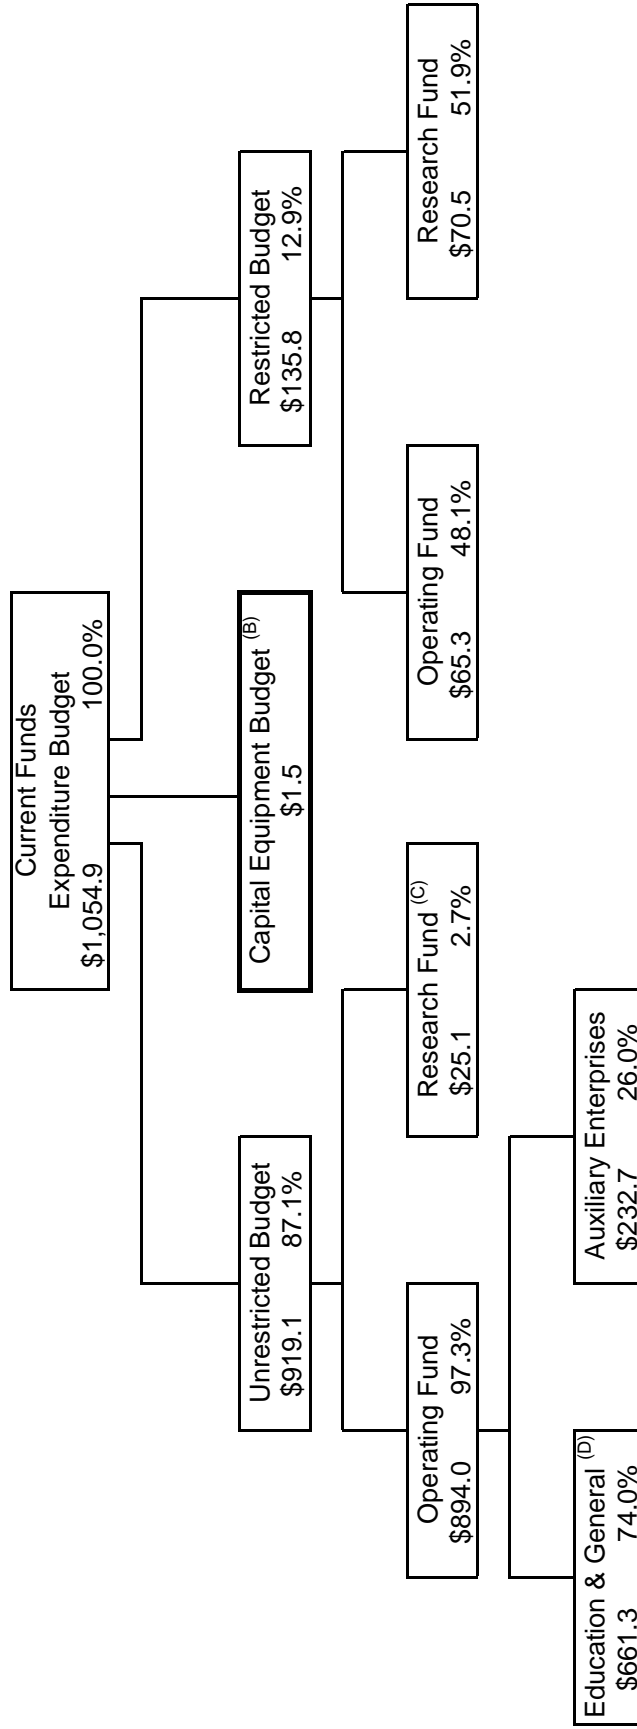 Current Funds
Expenditure Budget
$1,054.9 100.0%
Unrestricted Budget
$919.1 87.1%
Capital Equipment Budget (B)
$1.5
Restricted Budget
$135.8 12.9%
Operating Fund
$894.0 97.3%
Research Fund (C)
$25.1 2.7%
Operating Fund
$65.3 48.1%
Research Fund
$70.5 51.9%
Education & General (D)
$661.3 74.0%
Auxiliary Enterprises
$232.7 26.0%